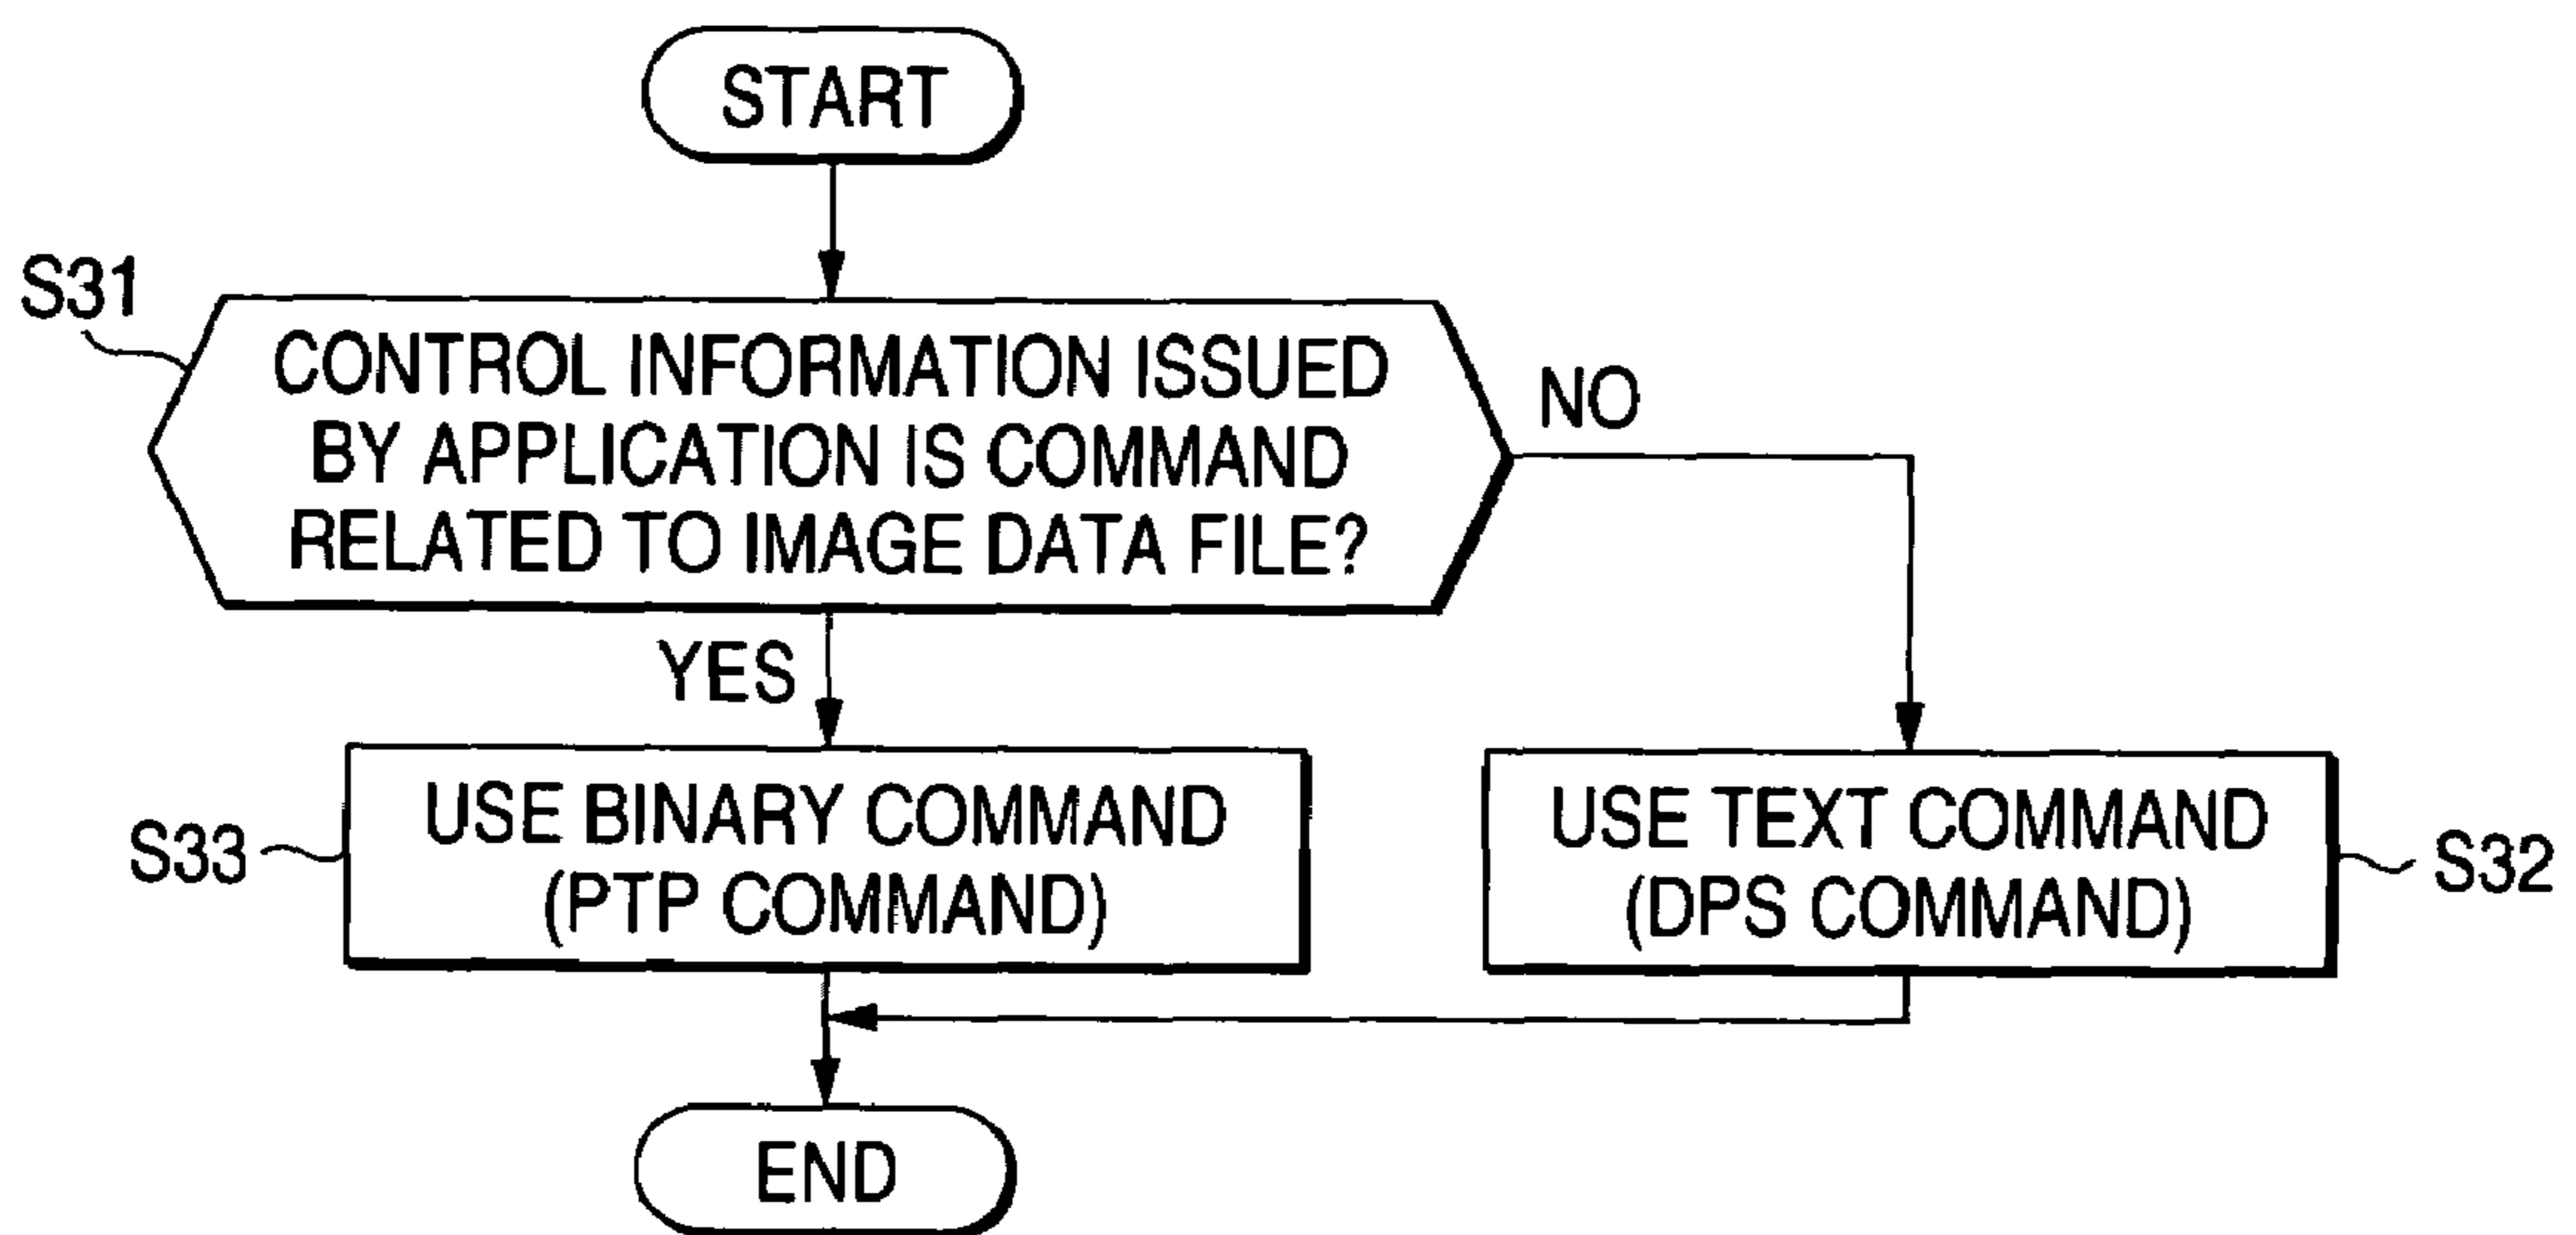 START
S31
CONTROL INFORMATION ISSUED
BY APPLICATION IS COMMAND
RELATED TO IMAGE DATA FILE?
NO
YES
S33
USE BINARY COMMAND
(PTP COMMAND)
USE TEXT COMMAND
(DPS COMMAND)
S32
END